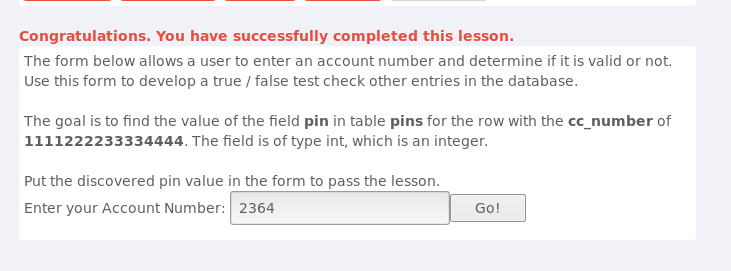 Congratulations. You have successfully completed this lesson.
The form below allows a user to enter an account number and determine if it is valid or not.
Use this form to develop a true / false test check other entries in the database.
The goal is to find the value of the field pin in table pins for the row with the cc_number of
1111222233334444. The field is of type int, which is an integer.
Put the discovered pin value in the form to pass the lesson.
Enter your Account Number: 2364 Go!